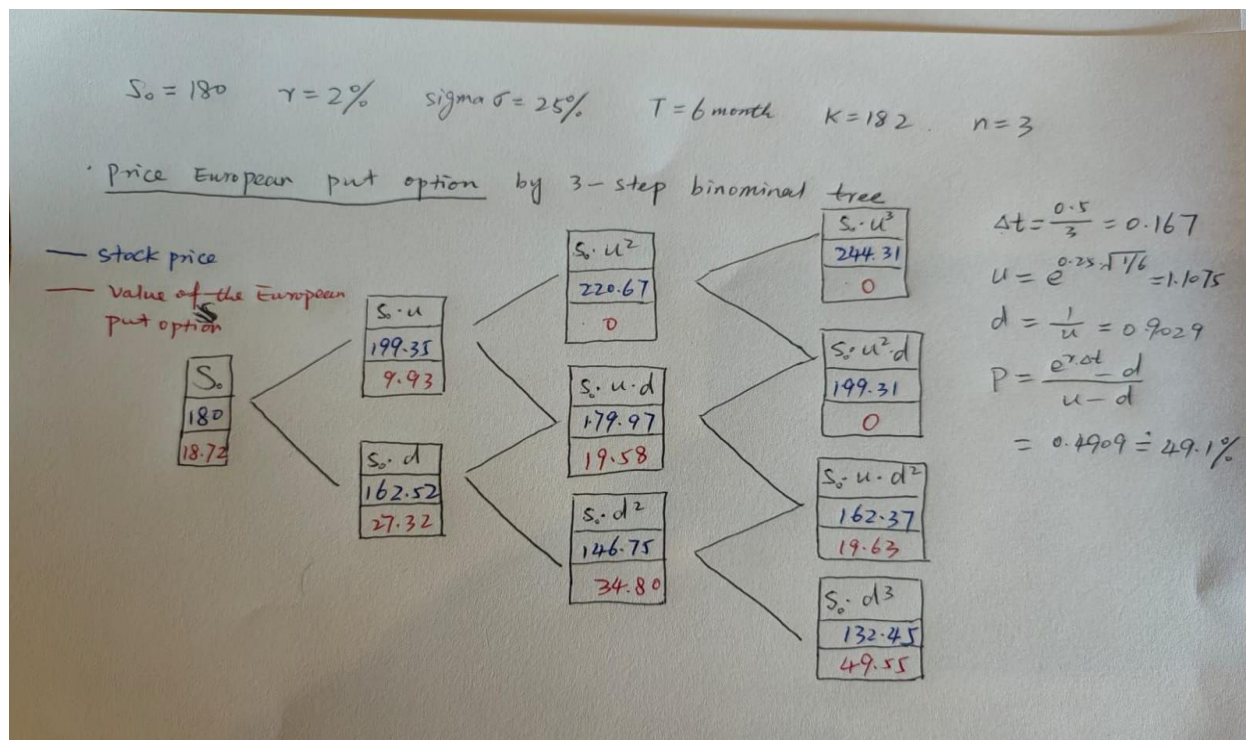 S₀ = 180 r = 2% sigma σ = 25% T = 6 month K = 182. n = 3
· Price European put option by 3-step binominal tree
— stock price
— Value of the European
put option
S₀
180
18.72
S₀·u
199.35
9.93
S₀·d
162.52
27.32
S₀·u²
220.67
0
S₀·u·d
179.97
19.58
S₀·d²
146.75
34.80
S₀·u³
244.31
0
S₀·u²·d
199.31
0
S₀·u·d²
162.37
19.63
S₀·d³
132.45
49.55
Δt = 0.5/3 = 0.167
u = e^(0.25·√1/6) = 1.1075
d = 1/u = 0.9029
P = (e^(r·Δt) - d)/(u - d)
= 0.4909 ≐ 49.1%